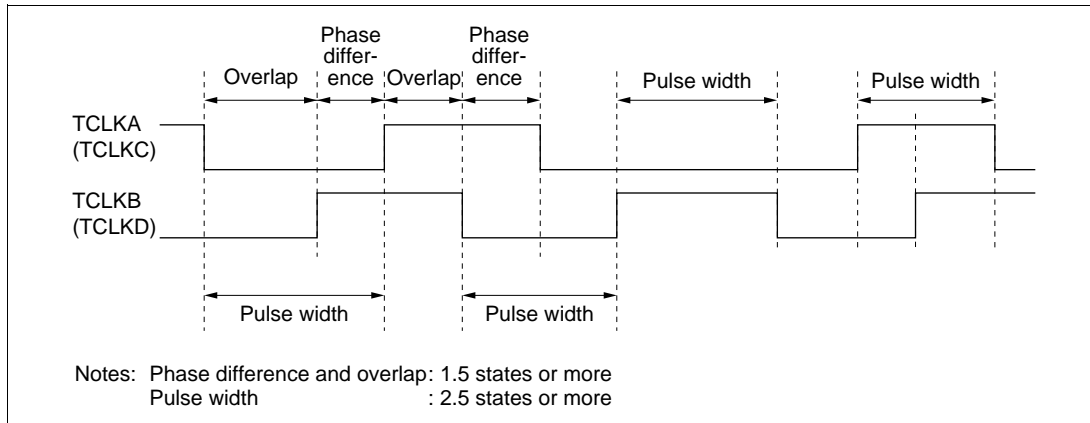 Phase
differ-
ence
Phase
differ-
ence
Overlap
Overlap
Pulse width
Pulse width
TCLKA
(TCLKC)
TCLKB
(TCLKD)
Pulse width
Pulse width
Notes: Phase difference and overlap : 1.5 states or more
Pulse width : 2.5 states or more